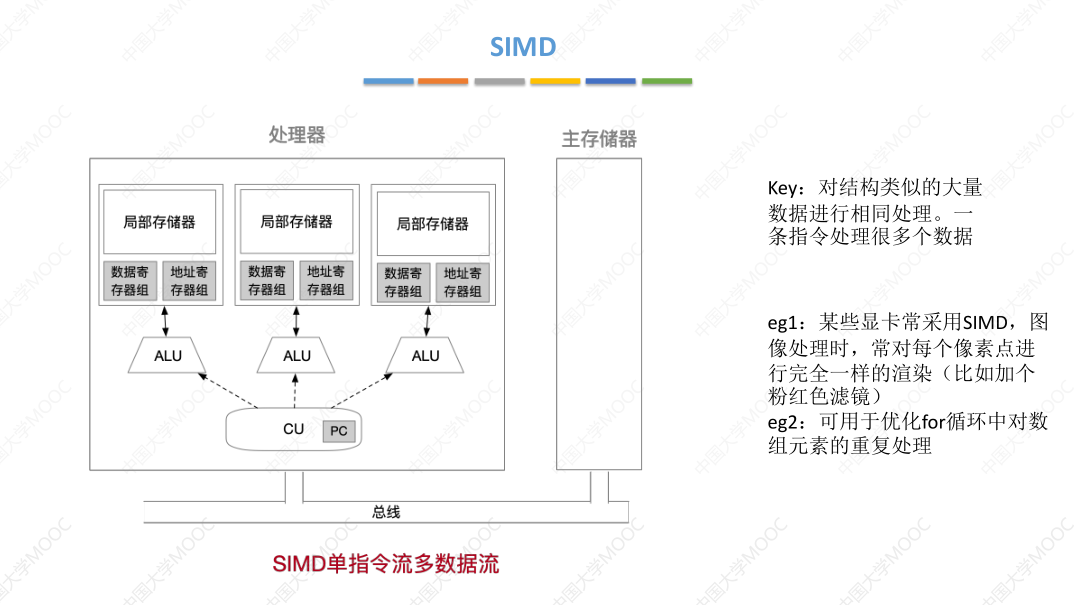 SIMD
处理器
主存储器
局部存储器
局部存储器
局部存储器
数据寄
存器组
地址寄
存器组
数据寄
存器组
地址寄
存器组
数据寄
存器组
地址寄
存器组
ALU
ALU
ALU
CU
PC
总线
SIMD单指令流多数据流
Key：对结构类似的大量
数据进行相同处理。一
条指令处理很多个数据
eg1：某些显卡常采用SIMD，图
像处理时，常对每个像素点进
行完全一样的渲染（比如加个
粉红色滤镜）
eg2：可用于优化for循环中对数
组元素的重复处理
中国大学MOOC